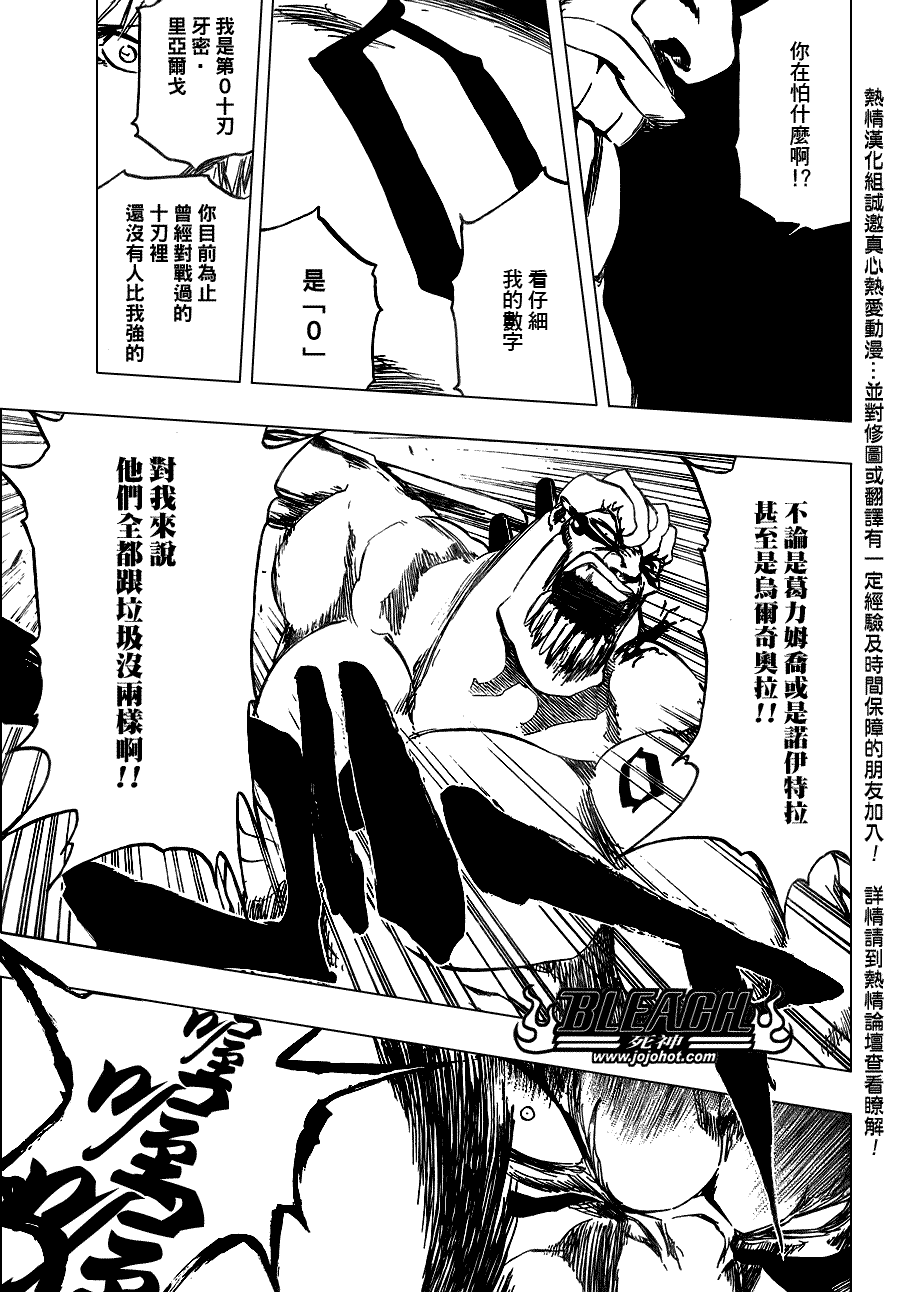 你在怕什麼啊!?
看仔細
我的數字
是「0」
我是第0十刃
牙密·
里亞爾戈
你目前為止
曾經對戰過的
十刃裡
還沒有人比我強的
不論是葛力姆喬或是諾伊特拉
甚至是烏爾奇奧拉!!
對我來說
他們全都跟垃圾沒兩樣啊!!
BLEACH
死神
www.jojohot.com
熱情漢化組誠邀真心熱愛動漫…並對修圖或翻譯有一定經驗及時間保障的朋友加入! 詳情請到熱情論壇查看瞭解!